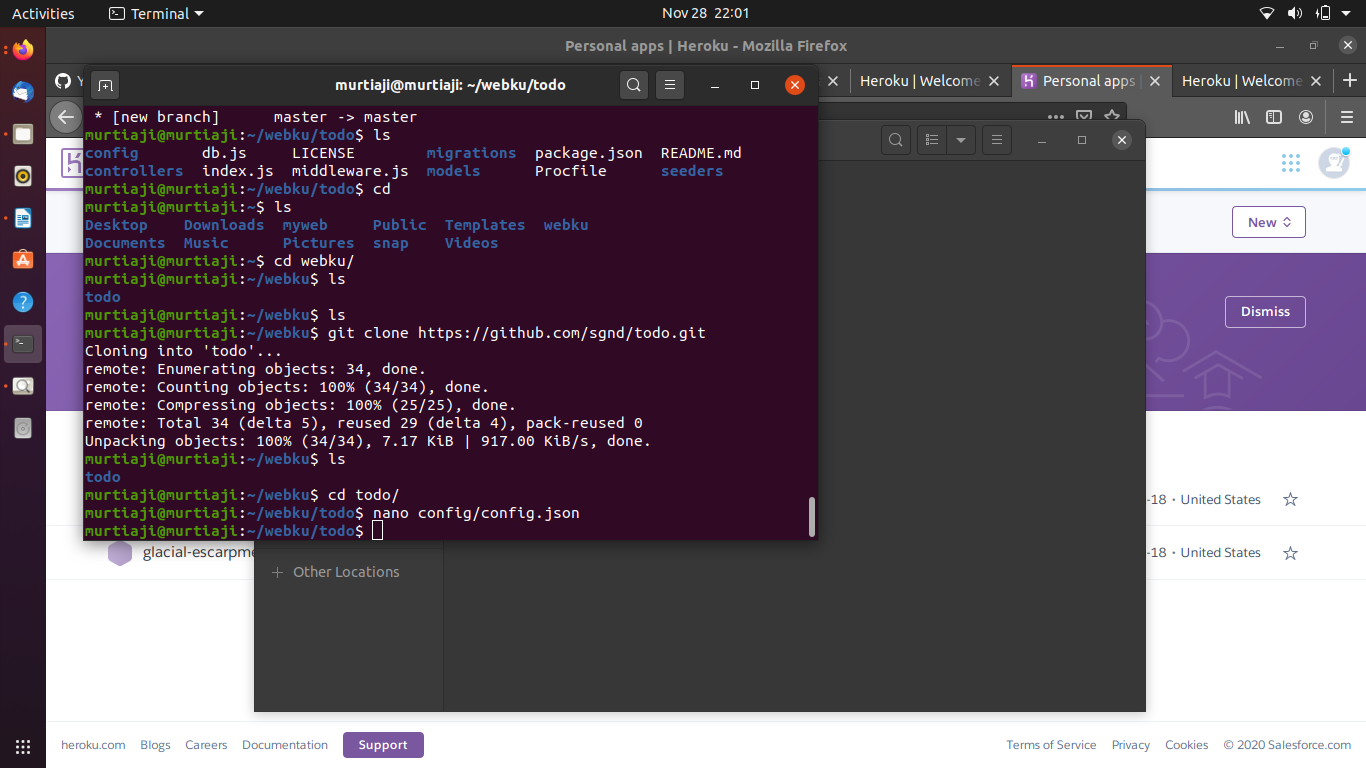 Activities Terminal Nov 28 22:01
Personal apps | Heroku - Mozilla Firefox
murtiaji@murtiaji: ~/webku/todo
Heroku | Welcome Personal apps Heroku | Welcome
* [new branch]      master -> master
murtiaji@murtiaji:~/webku/todo$ ls
config       db.js     LICENSE        migrations  package.json  README.md
controllers  index.js  middleware.js  models      Procfile      seeders
murtiaji@murtiaji:~/webku/todo$ cd
murtiaji@murtiaji:~$ ls
Desktop    Downloads  myweb     Public  Templates  webku
Documents  Music      Pictures  snap    Videos
murtiaji@murtiaji:~$ cd webku/
murtiaji@murtiaji:~/webku$ ls
todo
murtiaji@murtiaji:~/webku$ ls
murtiaji@murtiaji:~/webku$ git clone https://github.com/sgnd/todo.git
Cloning into 'todo'...
remote: Enumerating objects: 34, done.
remote: Counting objects: 100% (34/34), done.
remote: Compressing objects: 100% (25/25), done.
remote: Total 34 (delta 5), reused 29 (delta 4), pack-reused 0
Unpacking objects: 100% (34/34), 7.17 KiB | 917.00 KiB/s, done.
murtiaji@murtiaji:~/webku$ ls
todo
murtiaji@murtiaji:~/webku$ cd todo/
murtiaji@murtiaji:~/webku/todo$ nano config/config.json
murtiaji@murtiaji:~/webku/todo$
New
Dismiss
-18 · United States
glacial-escarpme -18 · United States
Other Locations
heroku.com Blogs Careers Documentation Support Terms of Service Privacy Cookies © 2020 Salesforce.com